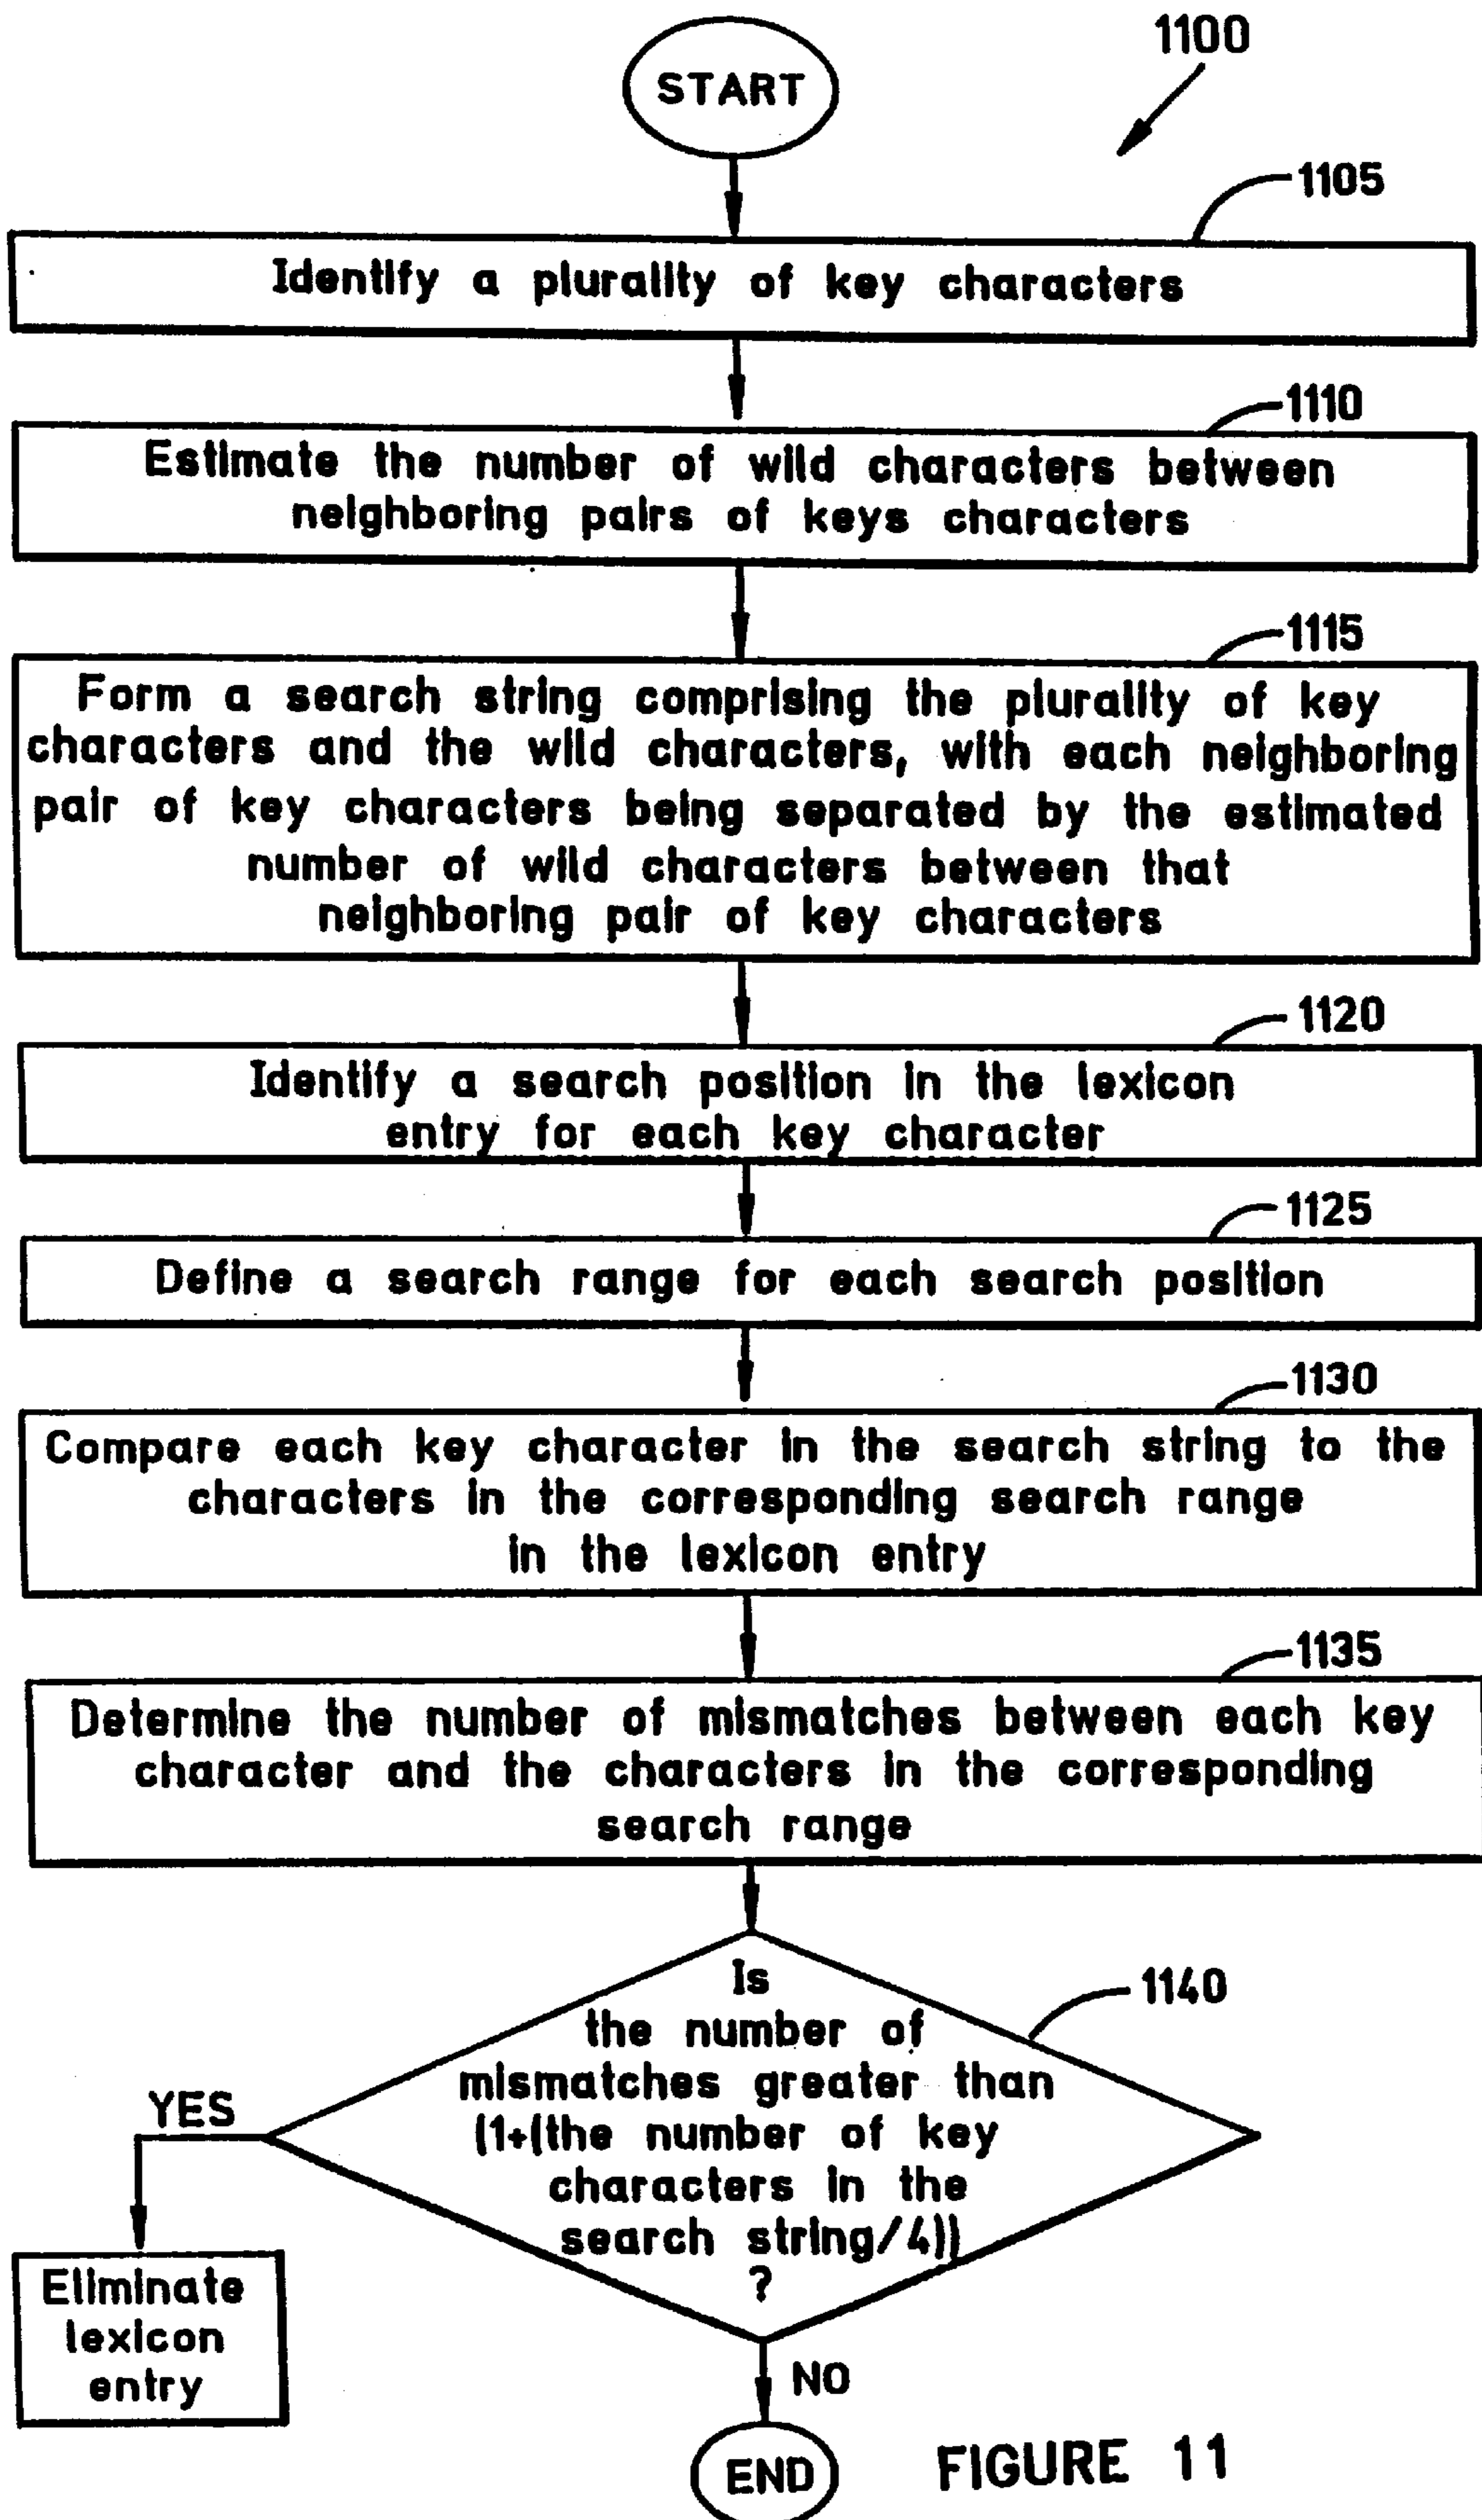 1100
START
1105
Identify a plurality of key characters
1110
Estimate the number of wild characters between
neighboring pairs of keys characters
1115
Form a search string comprising the plurality of key
characters and the wild characters, with each neighboring
pair of key characters being separated by the estimated
number of wild characters between that
neighboring pair of key characters
1120
Identify a search position in the lexicon
entry for each key character
1125
Define a search range for each search position
1130
Compare each key character in the search string to the
characters in the corresponding search range
in the lexicon entry
1135
Determine the number of mismatches between each key
character and the characters in the corresponding
search range
1140
Is
the number of
mismatches greater than
(1+(the number of key
characters in the
search string/4))
?
YES
Eliminate
lexicon
entry
NO
END
FIGURE 11